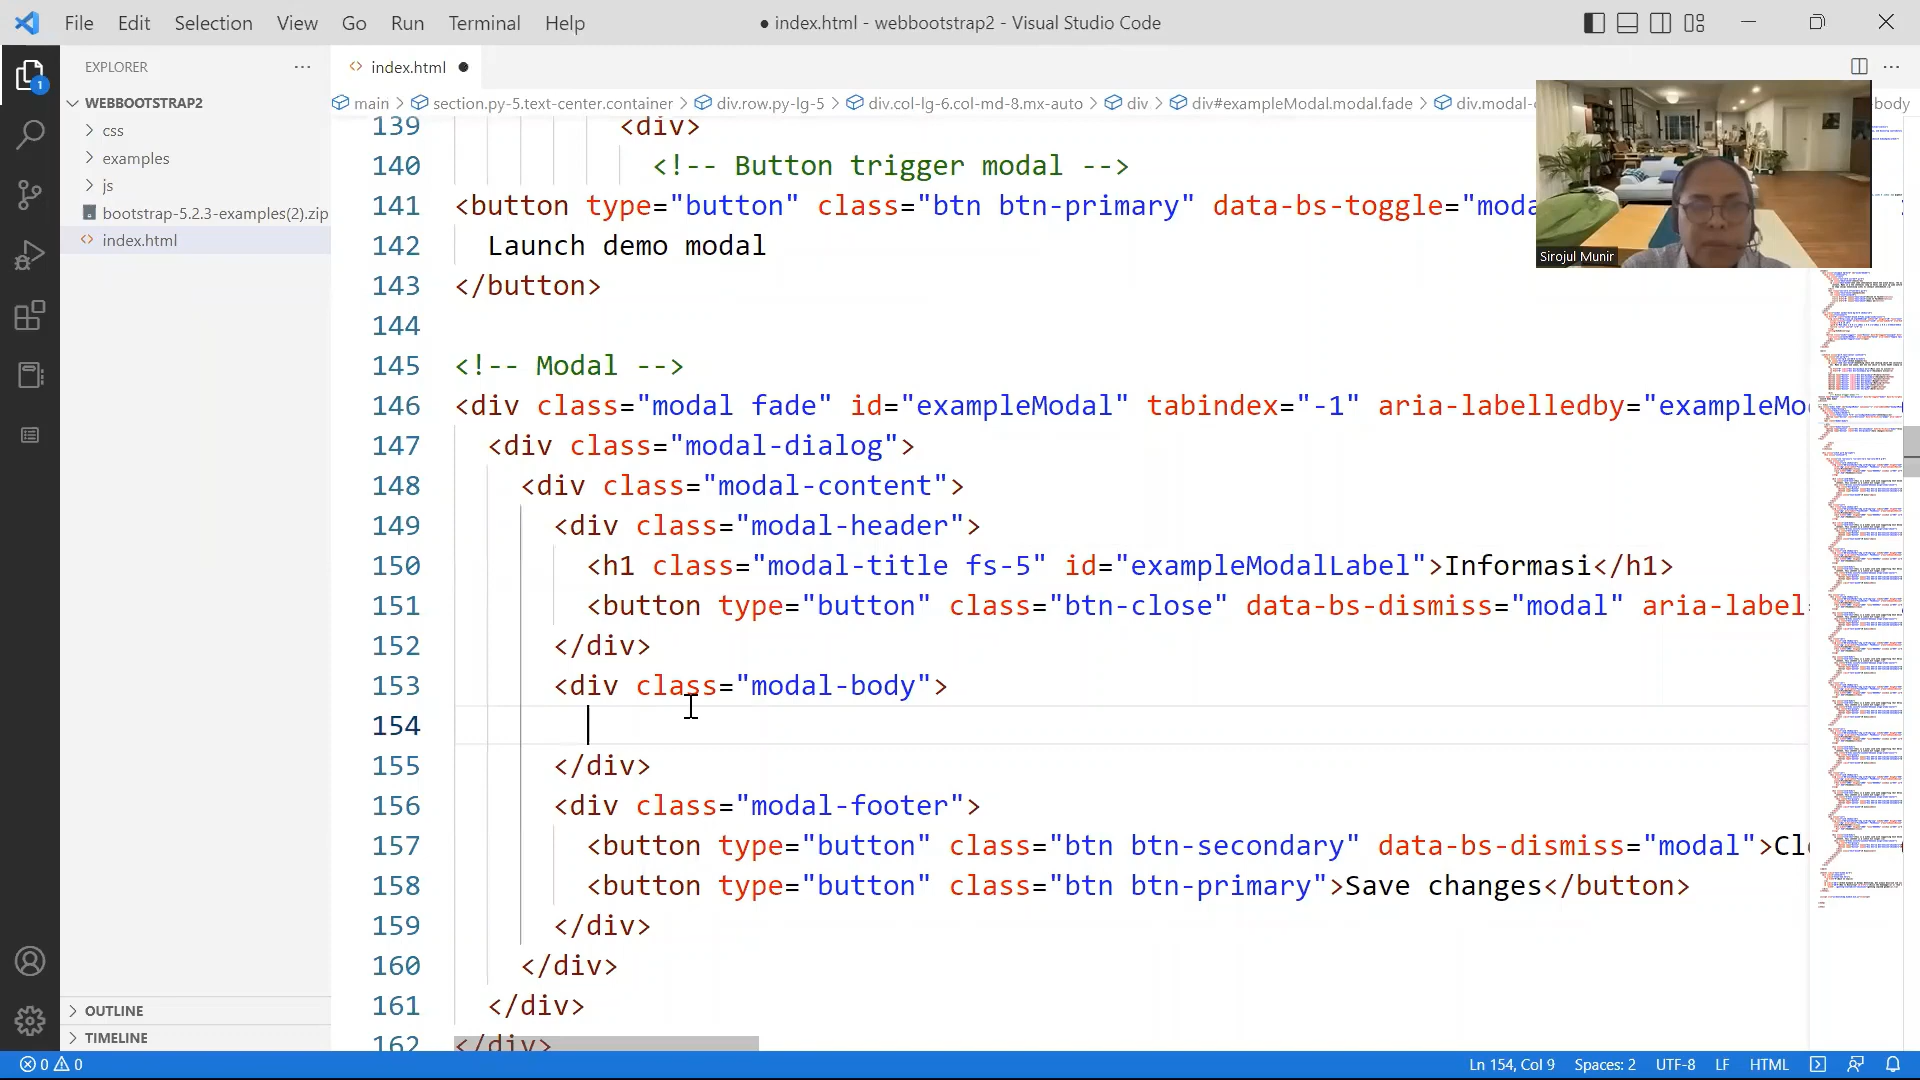 File Edit Selection View Go Run Terminal Help
● index.html - webbootstrap2 - Visual Studio Code
EXPLORER
1
WEBBOOTSTRAP2
css
examples
js
bootstrap-5.2.3-examples(2).zip
index.html
OUTLINE
TIMELINE
index.html
main > section.py-5.text-center.container > div.row.py-lg-5 > div.col-lg-6.col-md-8.mx-auto > div > div#exampleModal.modal.fade >
139 <div>
140 <!-- Button trigger modal -->
141 <button type="button" class="btn btn-primary" data-bs-toggle="moda
142 Launch demo modal
143 </button>
144
145 <!-- Modal -->
146 <div class="modal fade" id="exampleModal" tabindex="-1" aria-labelledby="exampleMo
147 <div class="modal-dialog">
148 <div class="modal-content">
149 <div class="modal-header">
150 <h1 class="modal-title fs-5" id="exampleModalLabel">Informasi</h1>
151 <button type="button" class="btn-close" data-bs-dismiss="modal" aria-label=
152 </div>
153 <div class="modal-body">
154
155 </div>
156 <div class="modal-footer">
157 <button type="button" class="btn btn-secondary" data-bs-dismiss="modal">Clo
158 <button type="button" class="btn btn-primary">Save changes</button>
159 </div>
160 </div>
161 </div>
162 </div>
Sirojul Munir
0 0
Ln 154, Col 9 Spaces: 2 UTF-8 LF HTML